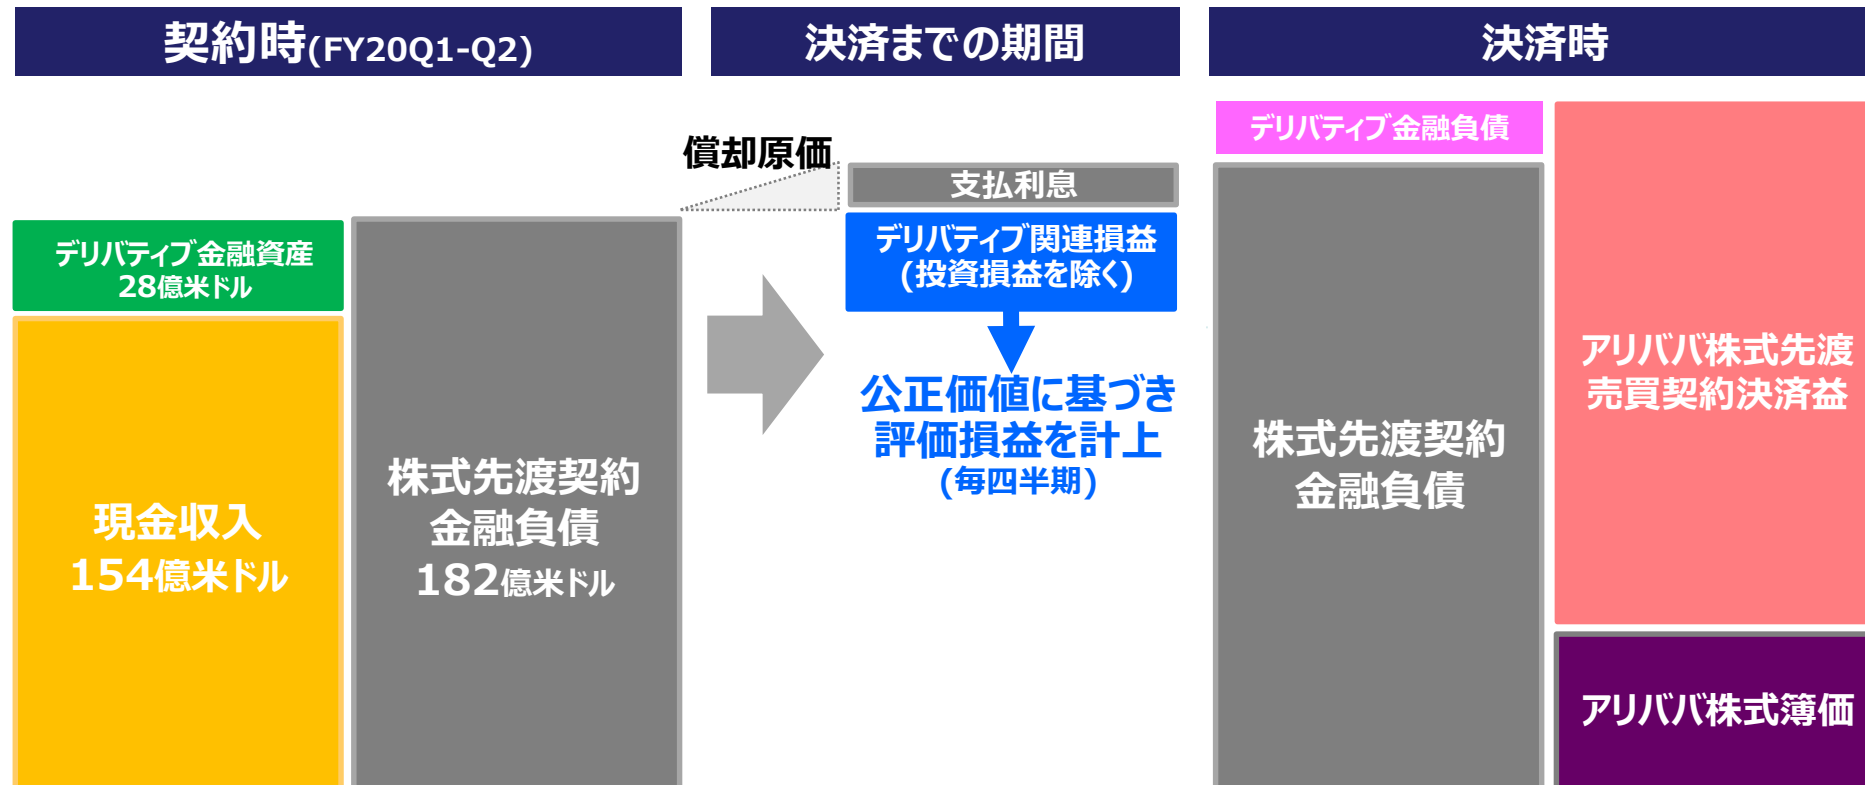 契約時(FY20Q1-Q2)
デリバティブ金融資産
28億米ドル
現金収入
154億米ドル
株式先渡契約
金融負債
182億米ドル
決済までの期間
償却原価
支払利息
デリバティブ関連損益
(投資損益を除く)
公正価値に基づき
評価損益を計上
(毎四半期)
決済時
デリバティブ金融負債
株式先渡契約
金融負債
アリババ株式先渡
売買契約決済益
アリババ株式簿価